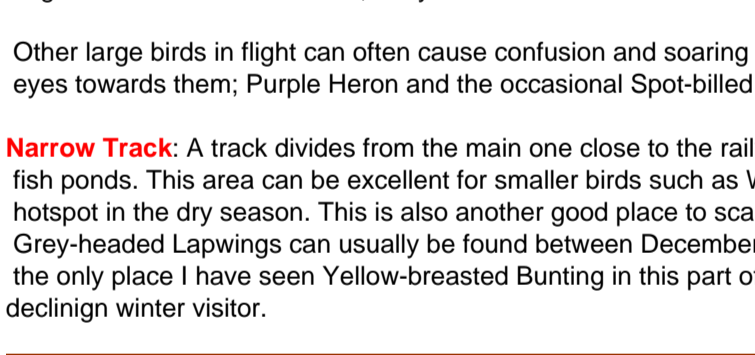 Other large birds in flight can often cause confusion and soaring
eyes towards them; Purple Heron and the occasional Spot-billed
Narrow Track: A track divides from the main one close to the rail
fish ponds. This area can be excellent for smaller birds such as
hotspot in the dry season. This is also another good place to sca
Grey-headed Lapwings can usually be found between December
the only place I have seen Yellow-breasted Bunting in this part
declinign winter visitor.